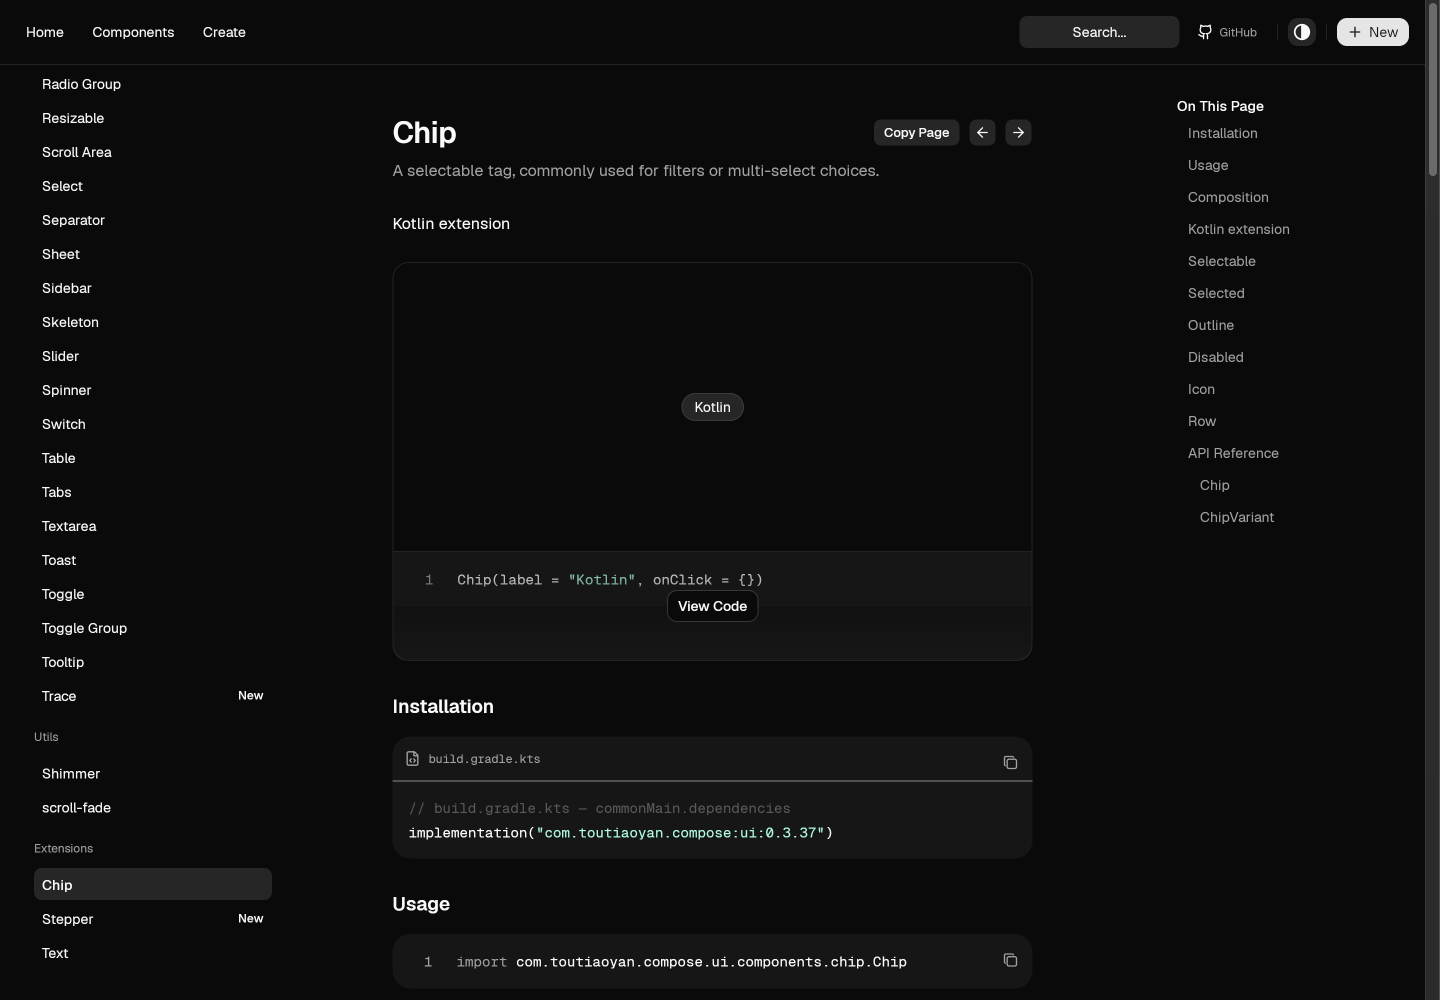 Home
Components
Create
Search...
GitHub
New
Radio Group
Resizable
Scroll Area
Select
Separator
Sheet
Sidebar
Skeleton
Slider
Spinner
Switch
Table
Tabs
Textarea
Toast
Toggle
Toggle Group
Tooltip
Trace New
Utils
Shimmer
scroll-fade
Extensions
Chip
Stepper New
Text
Chip
Copy Page
A selectable tag, commonly used for filters or multi-select choices.
Kotlin extension
Kotlin
1 Chip(label = "Kotlin", onClick = {})
View Code
Installation
build.gradle.kts
// build.gradle.kts — commonMain.dependencies
implementation("com.toutiaoyan.compose:ui:0.3.37")
Usage
1 import com.toutiaoyan.compose.ui.components.chip.Chip
On This Page
Installation
Usage
Composition
Kotlin extension
Selectable
Selected
Outline
Disabled
Icon
Row
API Reference
Chip
ChipVariant